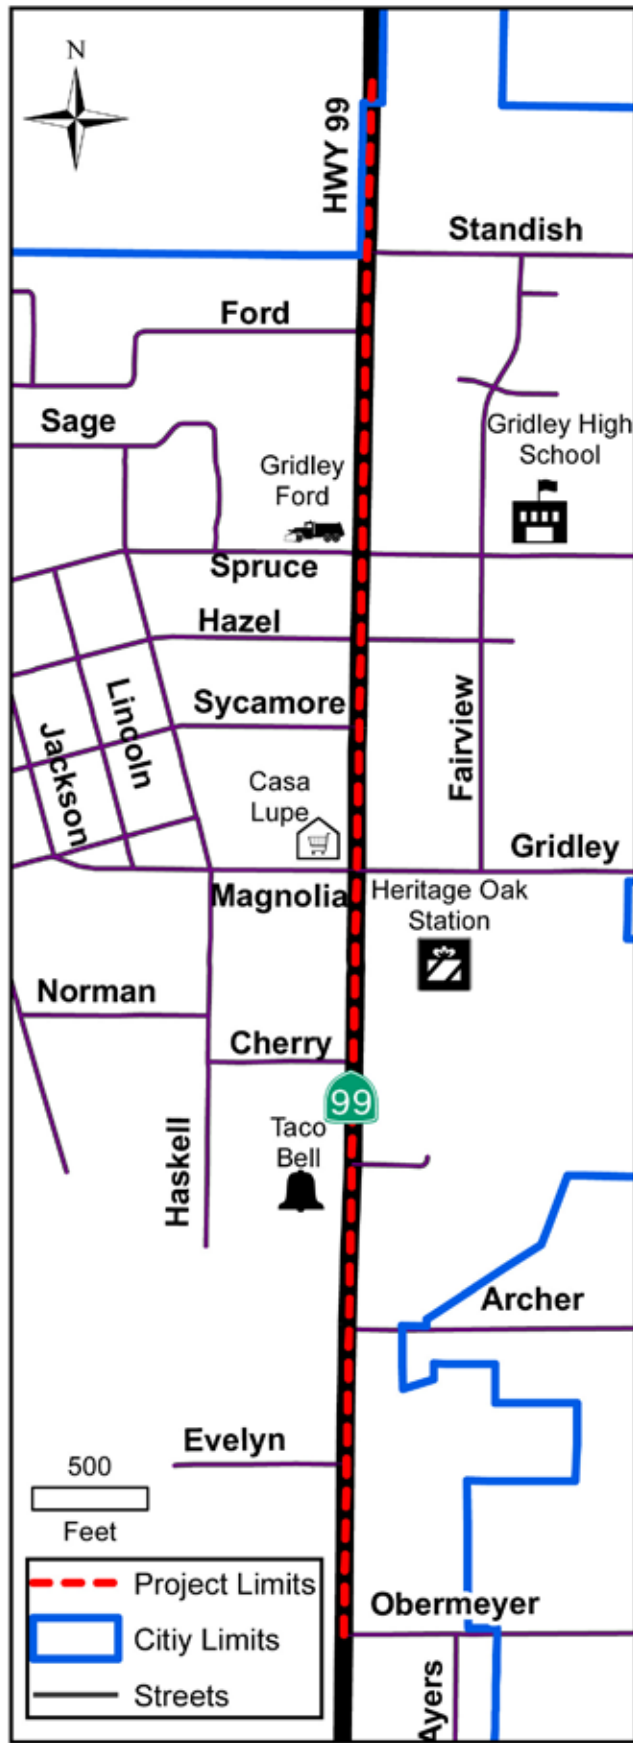 N
HWY 99
Standish
Ford
Sage
Gridley High
School
Gridley
Ford
Spruce
Hazel
Lincoln
Sycamore
Fairview
Jackson
Casa
Lupe
Gridley
Magnolia
Heritage Oak
Station
Norman
Cherry
99
Taco
Bell
Haskell
Archer
Evelyn
500
Feet
Project Limits
Citiy Limits
Streets
Obermeyer
Ayers